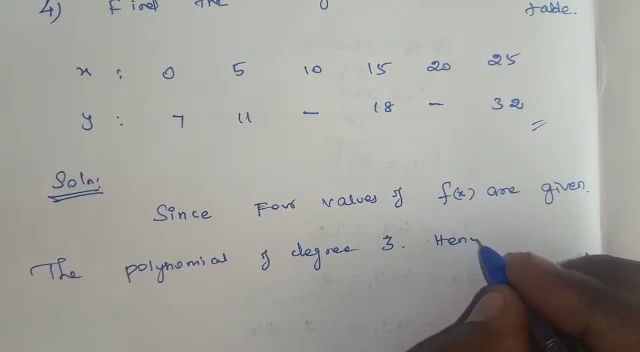 4) Find the table.
x : 0 5 10 15 20 25
y : 7 11 - 18 - 32
Soln:
Since Four values of f(x) are given.
The polynomial of degree 3. Hen